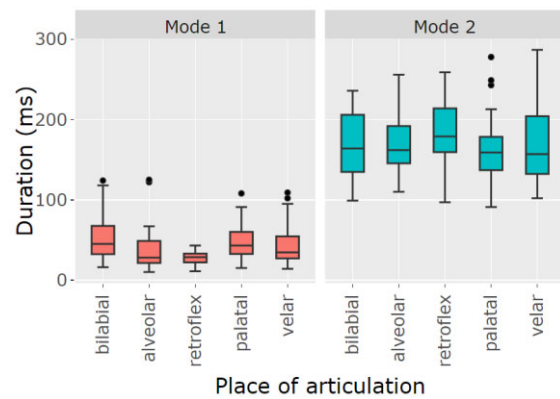 Mode 1 Mode 2
Duration (ms)
300
200
100
0
bilabial alveolar retroflex palatal velar bilabial alveolar retroflex palatal velar
Place of articulation